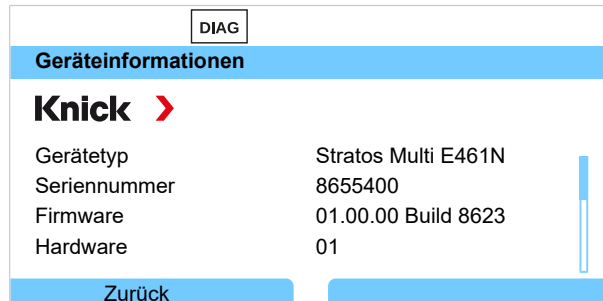 DIAG
Geräteinformationen
Knick
Gerätetyp Stratos Multi E461N
Seriennummer 8655400
Firmware 01.00.00 Build 8623
Hardware 01
Zurück